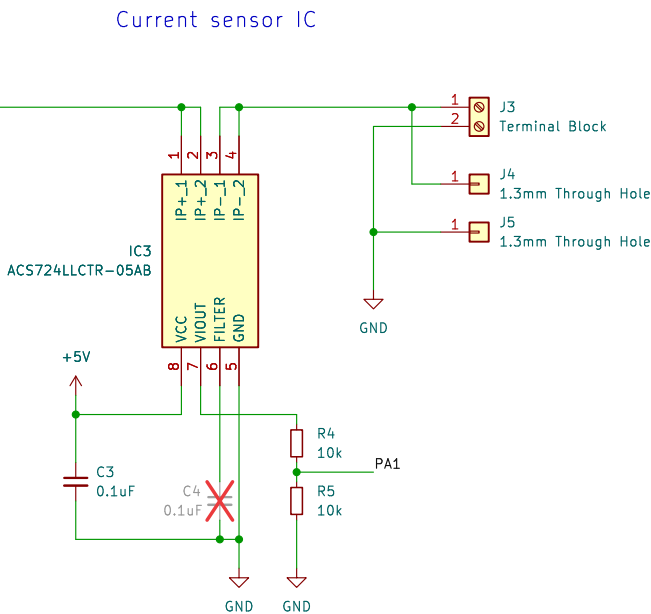 Current sensor IC
1
J3
2
Terminal Block
1
2
3
4
1
J4
1.3mm Through Hole
IP+_1
IP+_2
IP-_1
IP-_2
1
J5
1.3mm Through Hole
IC3
ACS724LLCTR-05AB
VCC
VIOUT
FILTER
GND
GND
+5V
8
7
6
5
R4
10k
PA1
C3
0.1uF
C4
0.1uF
R5
10k
GND
GND